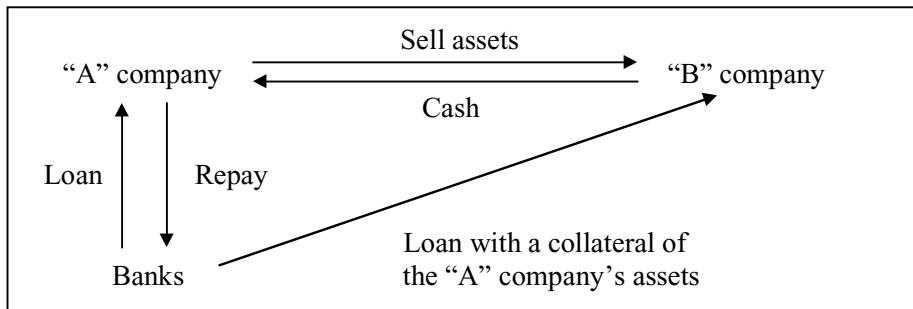 Sell assets
“A” company
“B” company
Cash
Loan
Repay
Loan with a collateral of
the “A” company’s assets
Banks